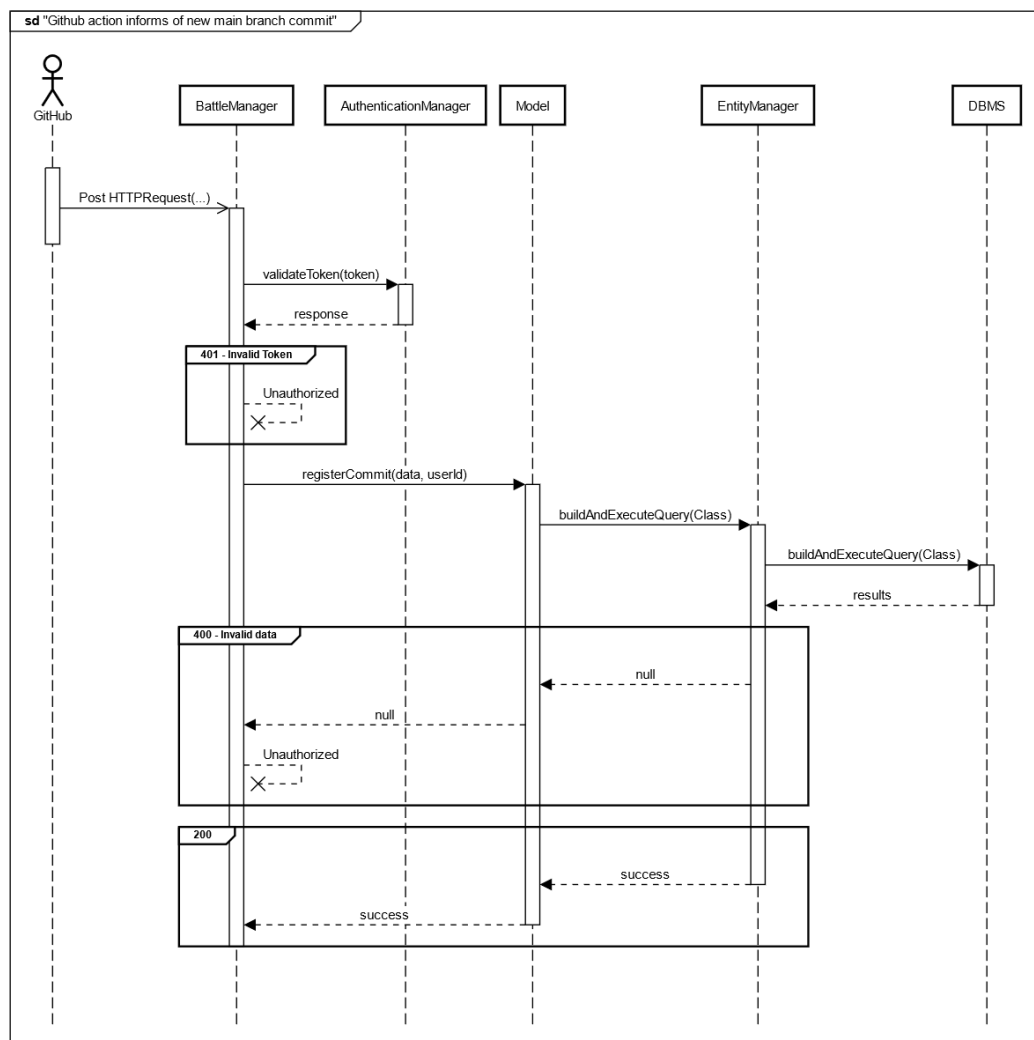 sd "Github action informs of new main branch commit"
GitHub
BattleManager
AuthenticationManager
Model
EntityManager
DBMS
Post HTTPRequest(...)
validateToken(token)
response
401 - Invalid Token
Unauthorized
registerCommit(data, userId)
buildAndExecuteQuery(Class)
buildAndExecuteQuery(Class)
results
400 - Invalid data
null
null
Unauthorized
200
success
success